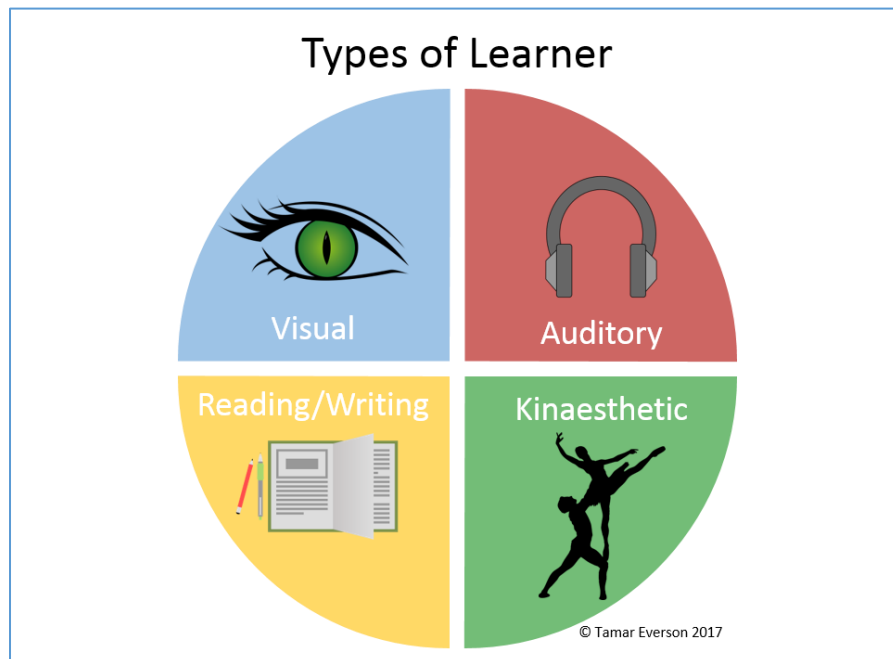 Types of Learner
Visual
Auditory
Reading/Writing
Kinaesthetic
© Tamar Everson 2017